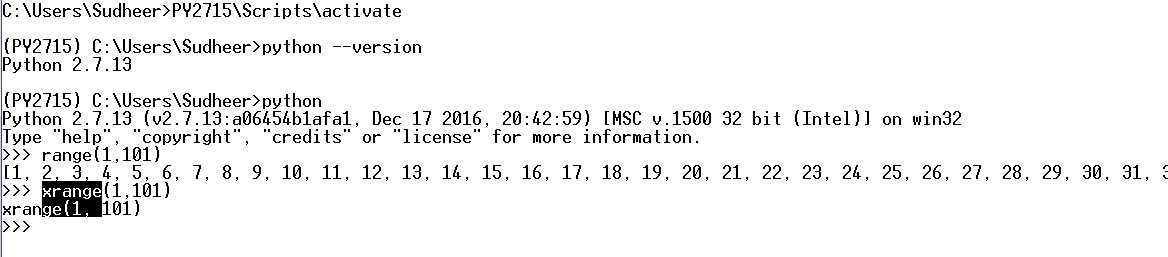 C:\Users\Sudheer>PY2715\Scripts\activate
(PY2715) C:\Users\Sudheer>python --version
Python 2.7.13
(PY2715) C:\Users\Sudheer>python
Python 2.7.13 (v2.7.13:a06454b1afa1, Dec 17 2016, 20:42:59) [MSC v.1500 32 bit (Intel)] on win32
Type "help", "copyright", "credits" or "license" for more information.
>>> range(1,101)
[1, 2, 3, 4, 5, 6, 7, 8, 9, 10, 11, 12, 13, 14, 15, 16, 17, 18, 19, 20, 21, 22, 23, 24, 25, 26, 27, 28, 29, 30, 31,
>>> xrange(1,101)
xrange(1, 101)
>>>